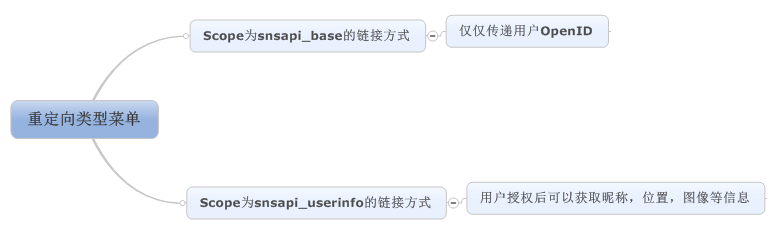 Scope为snsapi_base的链接方式
仅仅传递用户OpenID
重定向类型菜单
Scope为snsapi_userinfo的链接方式
用户授权后可以获取昵称，位置，图像等信息